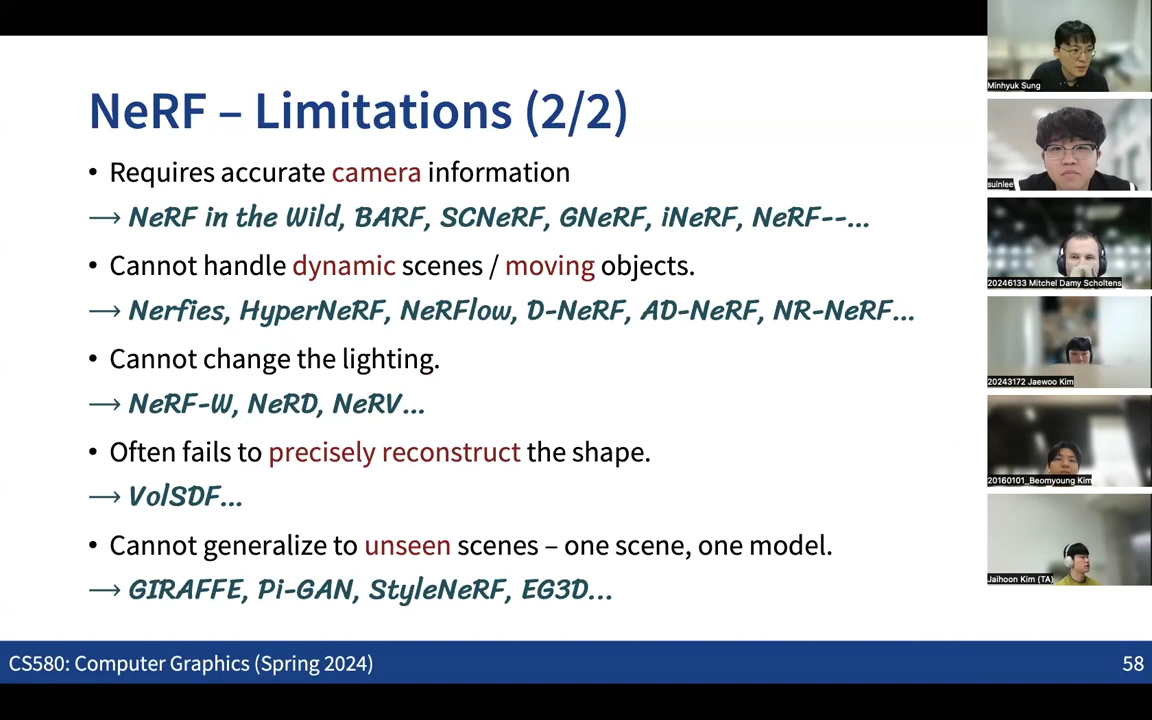 NeRF – Limitations (2/2)
• Requires accurate camera information
⟶ NeRF in the Wild, BARF, SCNeRF, GNeRF, iNeRF, NeRF--...
• Cannot handle dynamic scenes / moving objects.
⟶ Nerfies, HyperNeRF, NeRFlow, D-NeRF, AD-NeRF, NR-NeRF...
• Cannot change the lighting.
⟶ NeRF-W, NeRD, NeRV...
• Often fails to precisely reconstruct the shape.
⟶ VolSDF...
• Cannot generalize to unseen scenes – one scene, one model.
⟶ GIRAFFE, Pi-GAN, StyleNeRF, EG3D...
CS580: Computer Graphics (Spring 2024)
58
Minhyuk Sung
suinlee
20246133 Mitchel Damy Scholtens
20243172 Jaewoo Kim
20160101_Beomyoung Kim
Jaihoon Kim (TA)